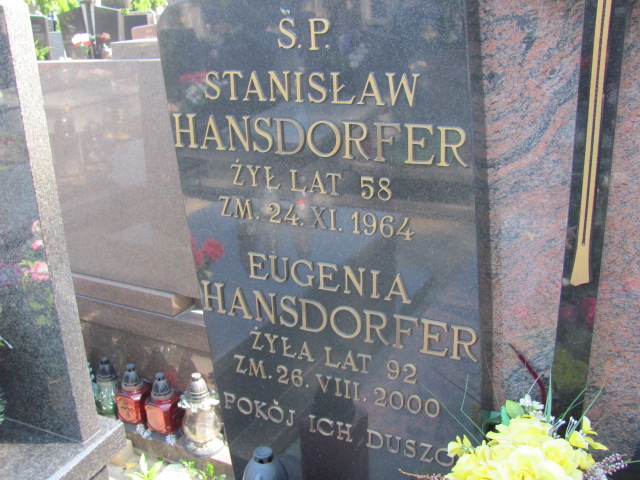 Ś.P.
STANISŁAW
HANSDORFER
ŻYŁ LAT 58
ZM. 24. XI. 1964
EUGENIA
HANSDORFER
ŻYŁA LAT 92
ZM. 26. VIII. 2000
POKÓJ ICH DUSZO